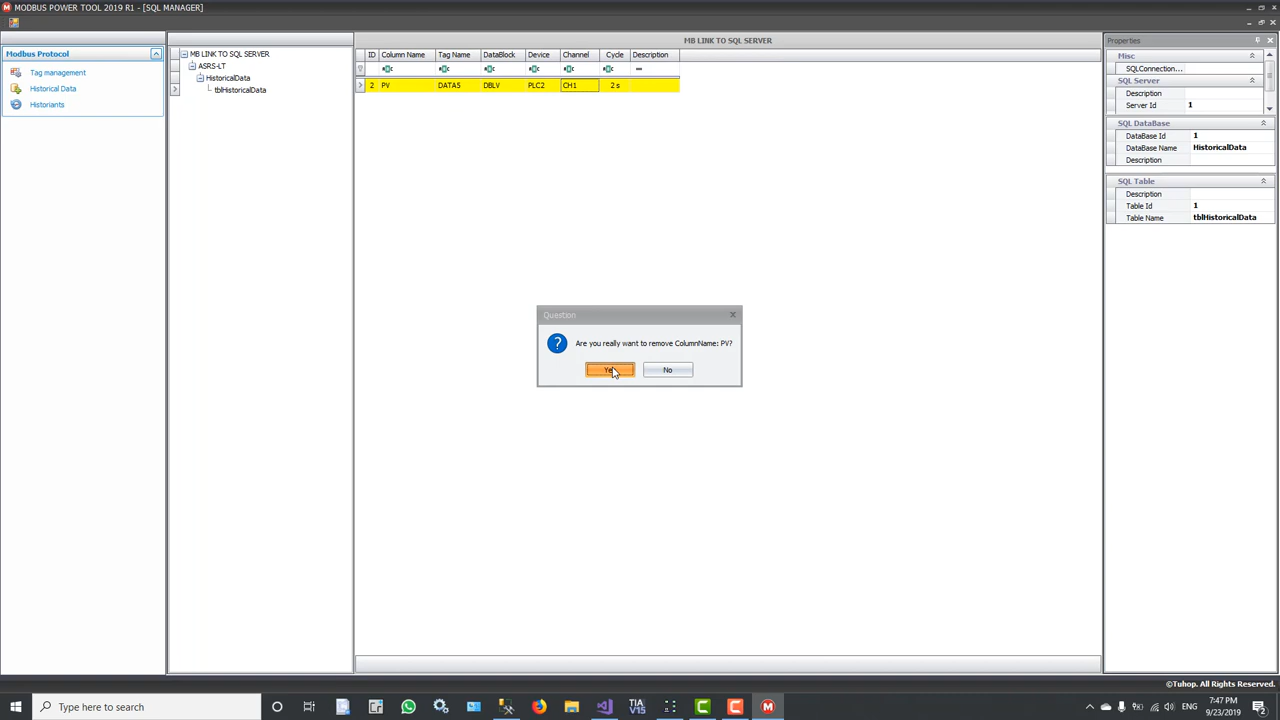 MODBUS POWER TOOL 2019 R1 - [SQL MANAGER]
Modbus Protocol
Tag management
Historical Data
Historiants
MB LINK TO SQL SERVER
ASRS-LT
HistoricalData
tblHistoricalData
MB LINK TO SQL SERVER
ID Column Name Tag Name DataBlock Device Channel Cycle Description
2 PV DATA5 DBLV PLC2 CH1 2 s
Question
Are you really want to remove ColumnName: PV?
No
Properties
Misc
SQLConnection...
SQL Server
Description
Server Id 1
SQL DataBase
DataBase Id 1
DataBase Name HistoricalData
Description
SQL Table
Description
Table Id 1
Table Name tblHistoricalData
©Tuhop. All Rights Reserved.
Type here to search
TIA
V15
ENG
7:47 PM
9/23/2019
2